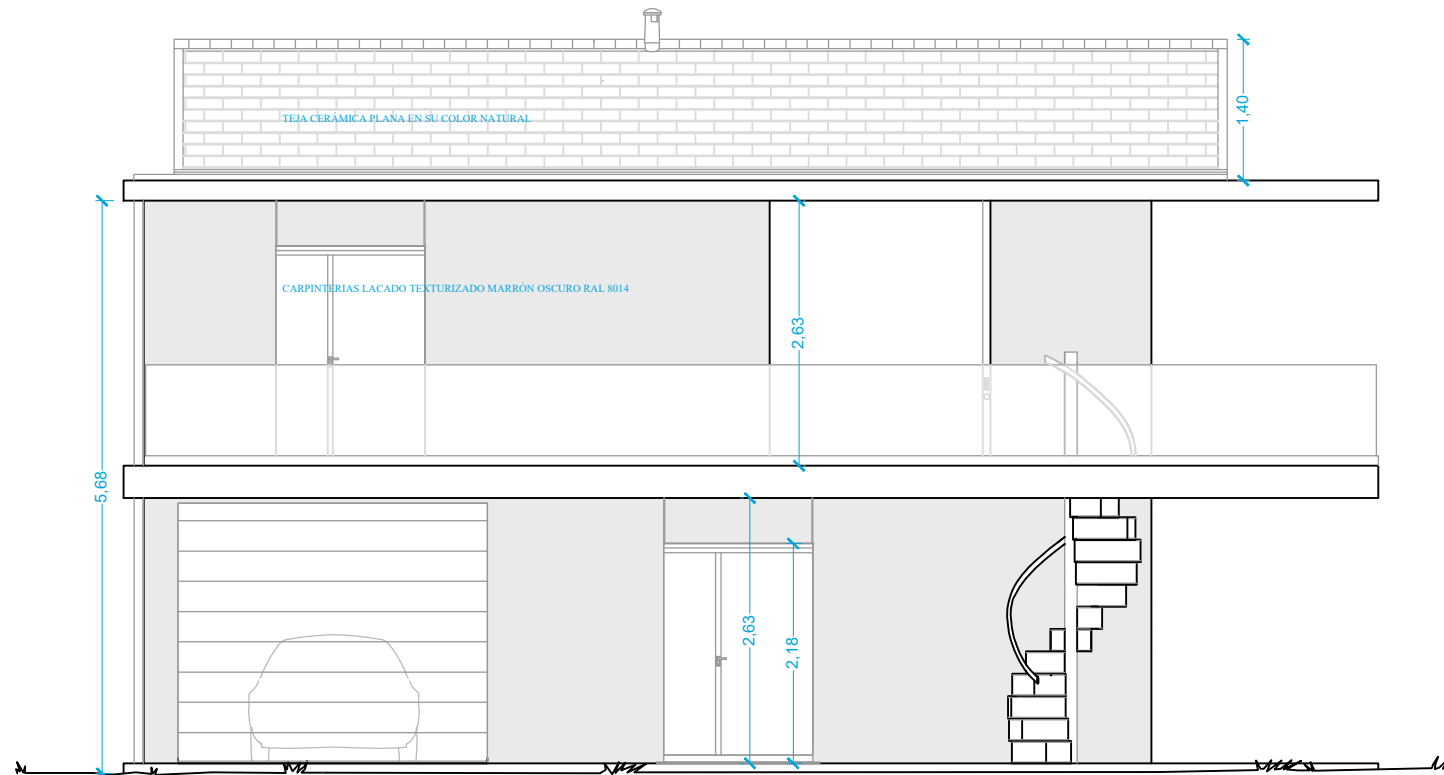 1,40
TEJA CERÁMICA PLANA EN SU COLOR NATURAL
CARPINTERIAS LACADO TEXTURIZADO MARRÓN OSCURO RAL 8014
2,63
5,68
2,63
2,18